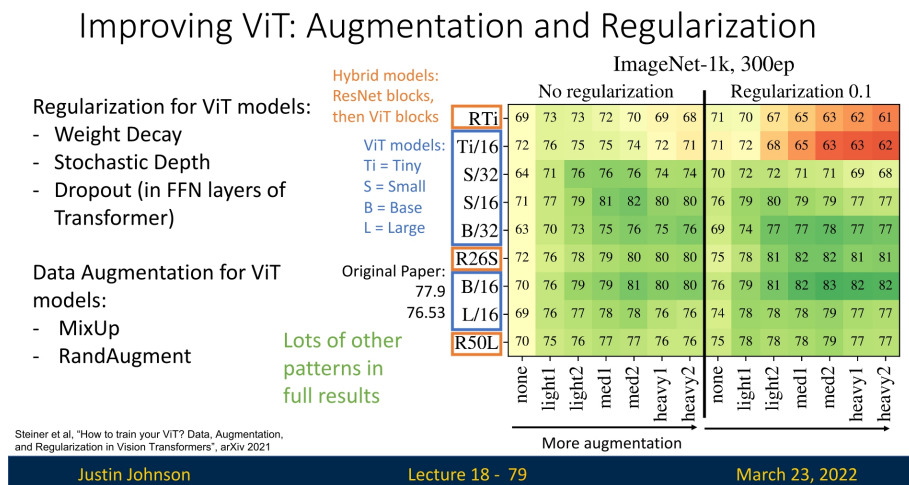 Improving ViT: Augmentation and Regularization
Regularization for ViT models:
- Weight Decay
- Stochastic Depth
- Dropout (in FFN layers of
Transformer)
Data Augmentation for ViT
models:
- MixUp
- RandAugment
Hybrid models:
ResNet blocks,
then ViT blocks
ViT models:
Ti = Tiny
S = Small
B = Base
L = Large
Original Paper:
77.9
76.53
Lots of other
patterns in
full results
ImageNet-1k, 300ep
No regularization Regularization 0.1
RTi 69 73 73 72 70 69 68 71 70 67 65 63 62 61
Ti/16 72 76 75 75 74 72 71 71 72 68 65 63 63 62
S/32 64 71 76 76 76 74 74 70 72 72 71 71 69 68
S/16 71 77 79 81 82 80 80 76 79 80 79 79 77 77
B/32 63 70 73 75 76 75 76 69 74 77 77 78 77 77
R26S 72 76 78 79 80 80 80 75 78 81 82 82 81 81
B/16 70 76 79 79 81 80 80 76 79 81 82 83 82 82
L/16 69 76 77 78 78 76 76 74 78 78 78 79 77 77
R50L 70 75 76 77 77 76 76 75 78 78 78 79 77 77
none light1 light2 med1 med2 heavy1 heavy2 none light1 light2 med1 med2 heavy1 heavy2
More augmentation
Steiner et al, "How to train your ViT? Data, Augmentation,
and Regularization in Vision Transformers", arXiv 2021
Justin Johnson Lecture 18 - 79 March 23, 2022